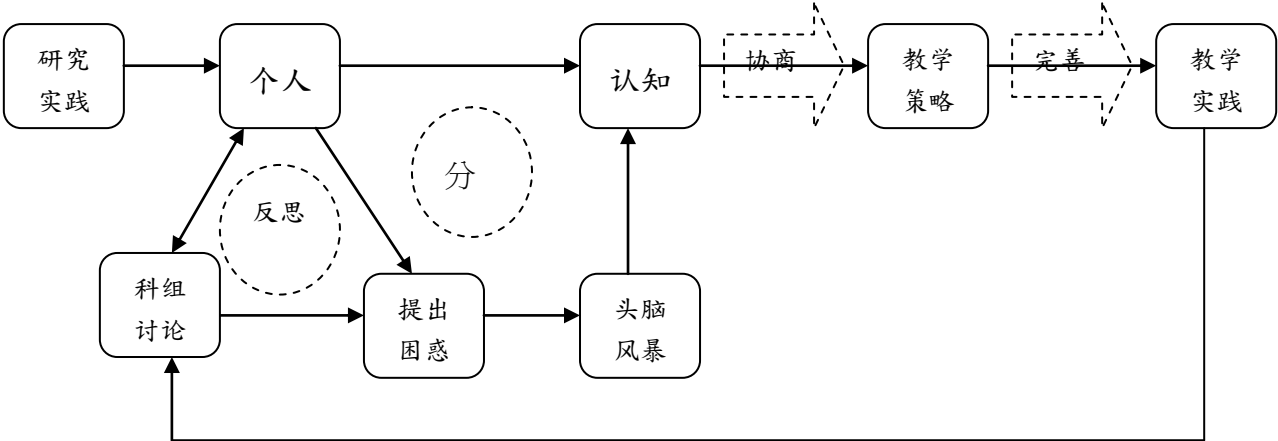 研究
实践
个人
认知
协商
教学
策略
完善
教学
实践
分
反思
科组
讨论
提出
困惑
头脑
风暴